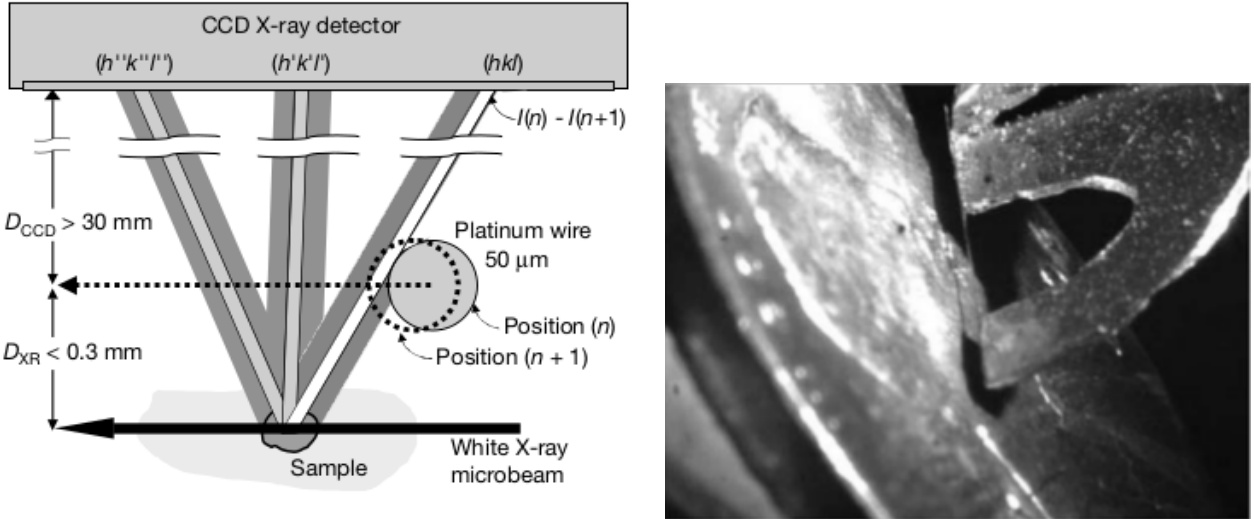 CCD X-ray detector
(h''k''l'') (h'k'l') (hkl)
I(n) - I(n+1)
D_CCD > 30 mm
Platinum wire
50 μm
Position (n)
Position (n + 1)
D_XR < 0.3 mm
White X-ray
microbeam
Sample